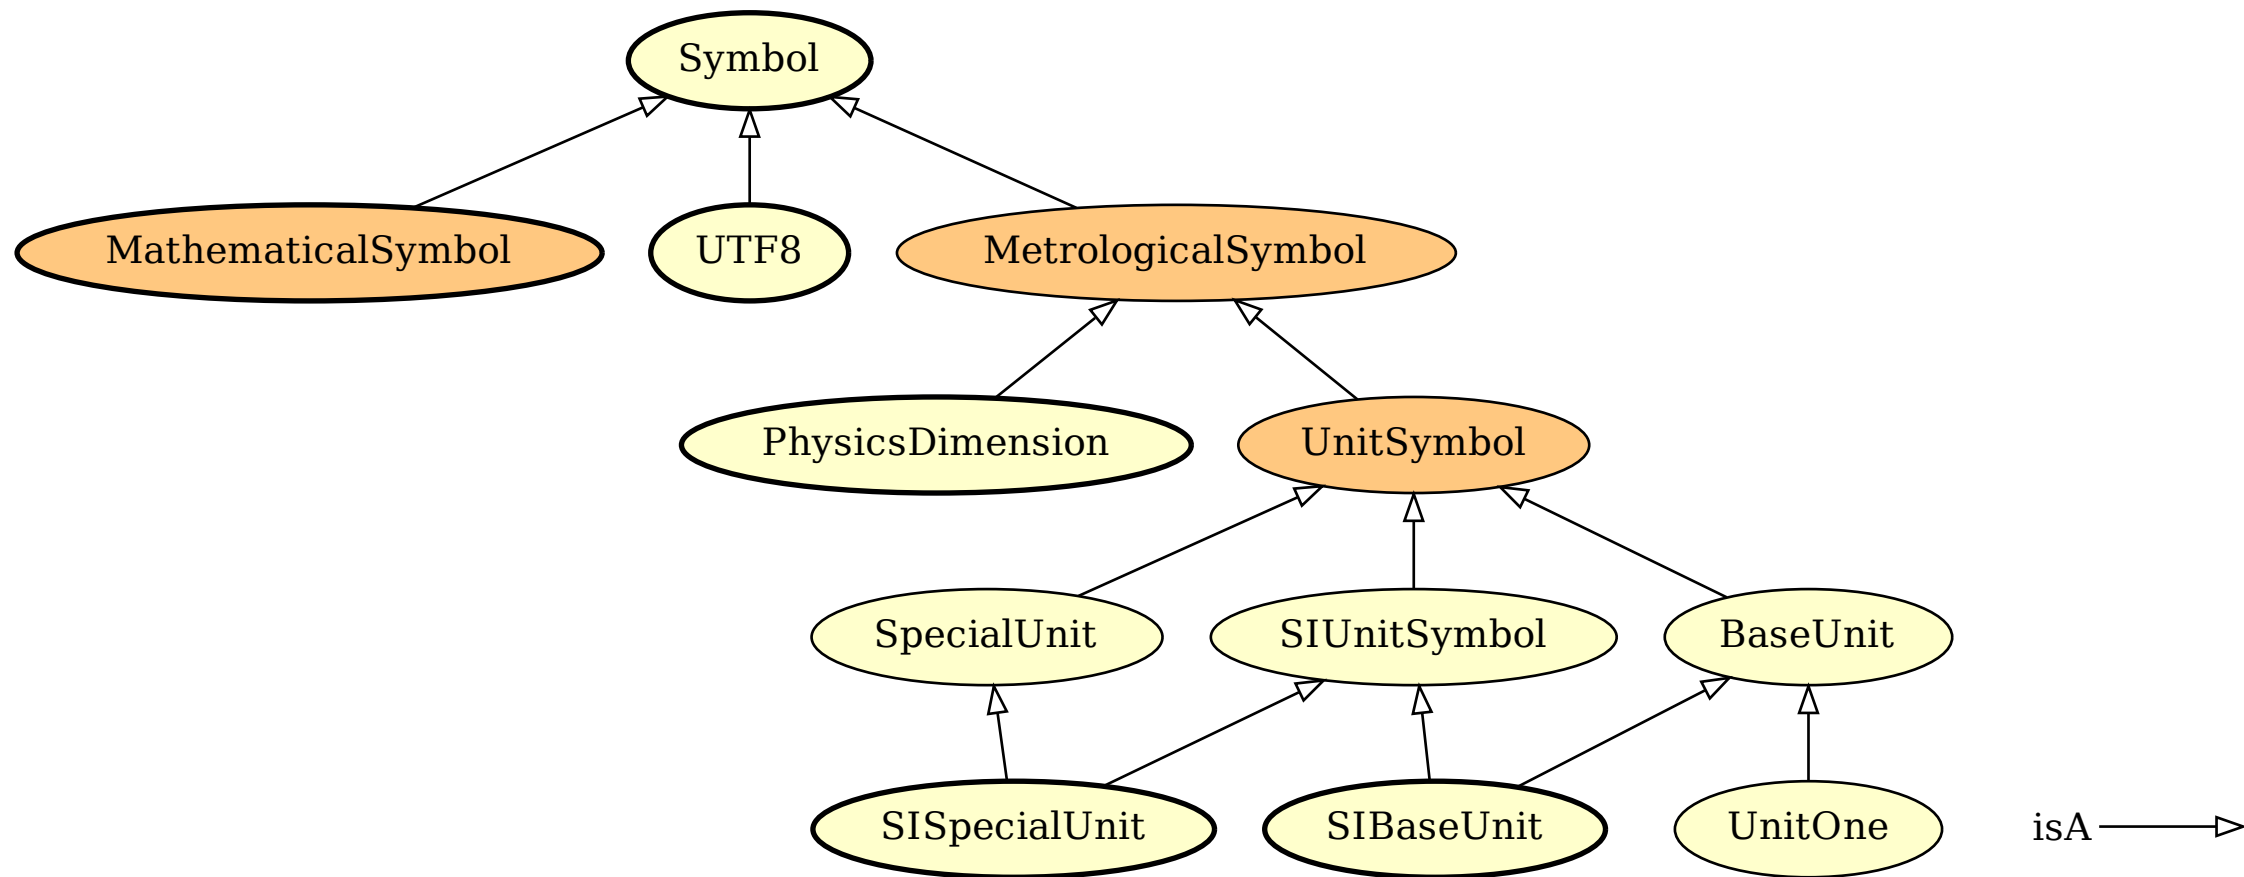 Symbol
MathematicalSymbol
UTF8
MetrologicalSymbol
PhysicsDimension
UnitSymbol
SpecialUnit
SIUnitSymbol
BaseUnit
SISpecialUnit
SIBaseUnit
UnitOne
isA